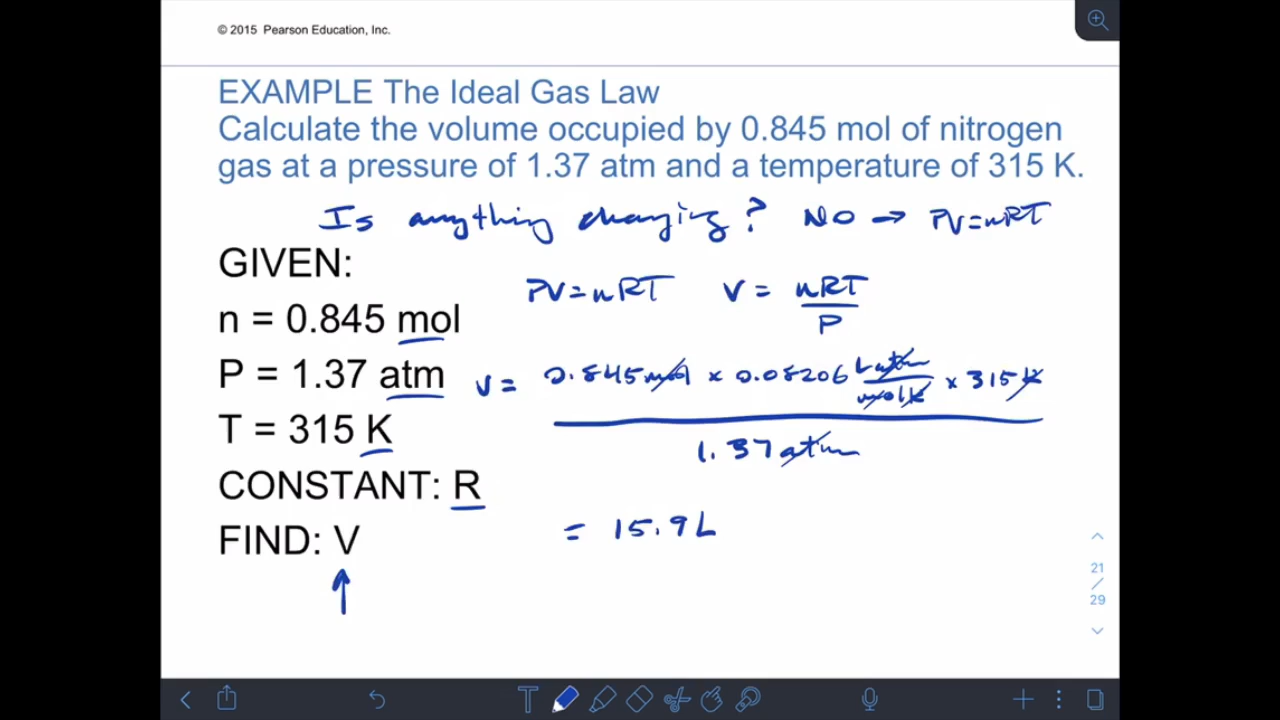 © 2015 Pearson Education, Inc.
EXAMPLE The Ideal Gas Law
Calculate the volume occupied by 0.845 mol of nitrogen
gas at a pressure of 1.37 atm and a temperature of 315 K.
Is anything changing? NO → PV=nRT
GIVEN:
PV=nRT V = nRT/P
n = 0.845 mol
P = 1.37 atm
V = 0.845 mol x 0.08206 L atm/mol K x 315 K
1.37 atm
T = 315 K
CONSTANT: R
FIND: V
= 15.9 L
21
/
29
T